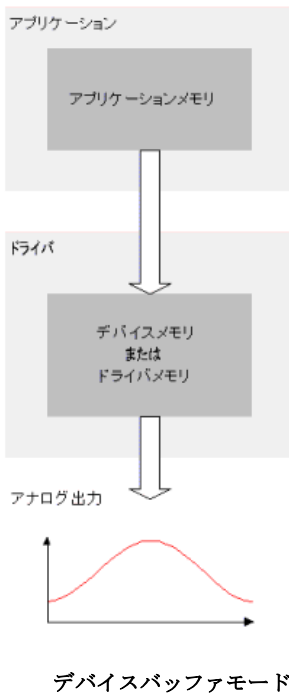 アプリケーション
アプリケーションメモリ
ドライバ
デバイスメモリ
または
ドライバメモリ
アナログ出力
デバイスバッファモード